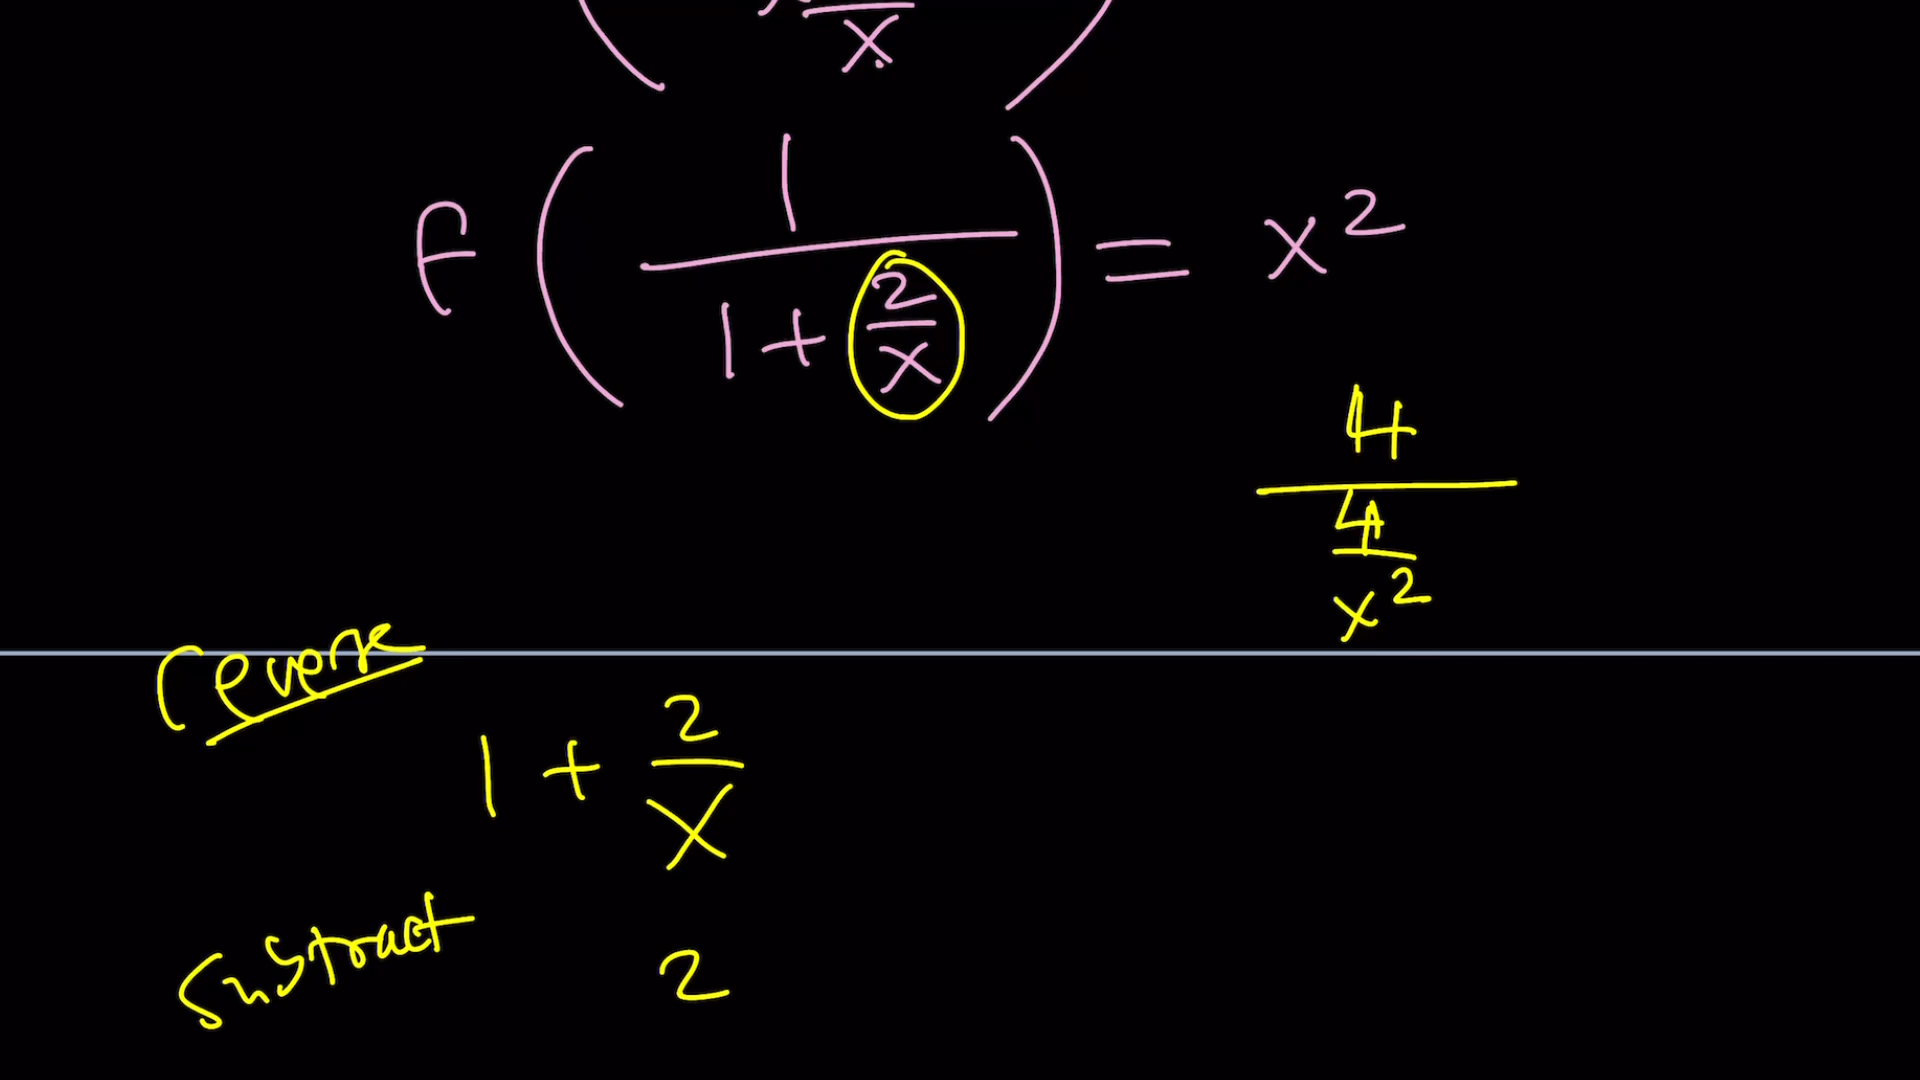 x
F ( 1 / (1 + 2/x) ) = x²
4 / (4/x²)
reverse
1 + 2/x
subtract 2